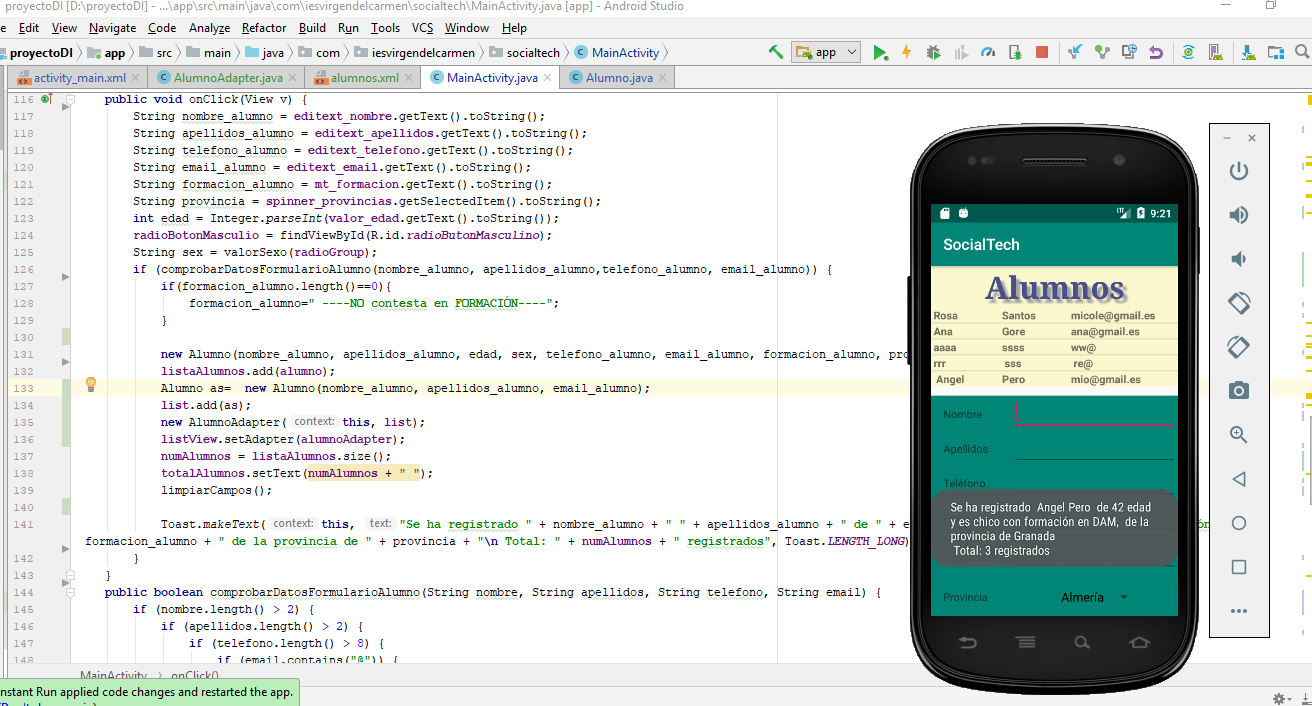 proyectoDI [D:\proyectoDI] - ...\app\src\main\java\com\iesvirgendelcarmen\socialtech\MainActivity.java [app] - Android Studio
Edit View Navigate Code Analyze Refactor Build Run Tools VCS Window Help
proyectoDI app src main java com iesvirgendelcarmen socialtech MainActivity app
activity_main.xml AlumnoAdapter.java alumnos.xml MainActivity.java Alumno.java
116 public void onClick(View v) {
117 String nombre_alumno = editext_nombre.getText().toString();
118 String apellidos_alumno = editext_apellidos.getText().toString();
119 String telefono_alumno = editext_telefono.getText().toString();
120 String email_alumno = editext_email.getText().toString();
121 String formacion_alumno = mt_formacion.getText().toString();
122 String provincia = spinner_provincias.getSelectedItem().toString();
123 int edad = Integer.parseInt(valor_edad.getText().toString());
124 radioBotonMasculio = findViewById(R.id.radioButonMasculino);
125 String sex = valorSexo(radioGroup);
126 if (comprobarDatosFormularioAlumno(nombre_alumno, apellidos_alumno,telefono_alumno, email_alumno)) {
127 if(formacion_alumno.length()==0){
128 formacion_alumno=" ----NO contesta en FORMACIÓN----";
129 }
130
131 new Alumno(nombre_alumno, apellidos_alumno, edad, sex, telefono_alumno, email_alumno, formacion_alumno, pro
132 listaAlumnos.add(alumno);
133 Alumno as= new Alumno(nombre_alumno, apellidos_alumno, email_alumno);
134 list.add(as);
135 new AlumnoAdapter( context: this, list);
136 listView.setAdapter(alumnoAdapter);
137 numAlumnos = listaAlumnos.size();
138 totalAlumnos.setText(numAlumnos + " ");
139 limpiarCampos();
140
141 Toast.makeText( context: this, text: "Se ha registrado " + nombre_alumno + " " + apellidos_alumno + " de " + e
formacion_alumno + " de la provincia de " + provincia + "\n Total: " + numAlumnos + " registrados", Toast.LENGTH_LONG)
142 }
143 }
144 public boolean comprobarDatosFormularioAlumno(String nombre, String apellidos, String telefono, String email) {
145 if (nombre.length() > 2) {
146 if (apellidos.length() > 2) {
147 if (telefono.length() > 8) {
148 if (email.contains("@")) {
MainActivity onClick()
nstant Run applied code changes and restarted the app.
LTE 9:21
SocialTech
Alumnos
Rosa Santos micole@gmail.es
Ana Gore ana@gmail.es
aaaa ssss ww@
rrr sss re@
Angel Pero mio@gmail.es
Nombre
Apellidos
Teléfono
Se ha registrado Angel Pero de 42 edad
y es chico con formación en DAM, de la
provincia de Granada
Total: 3 registrados
Provincia Almería